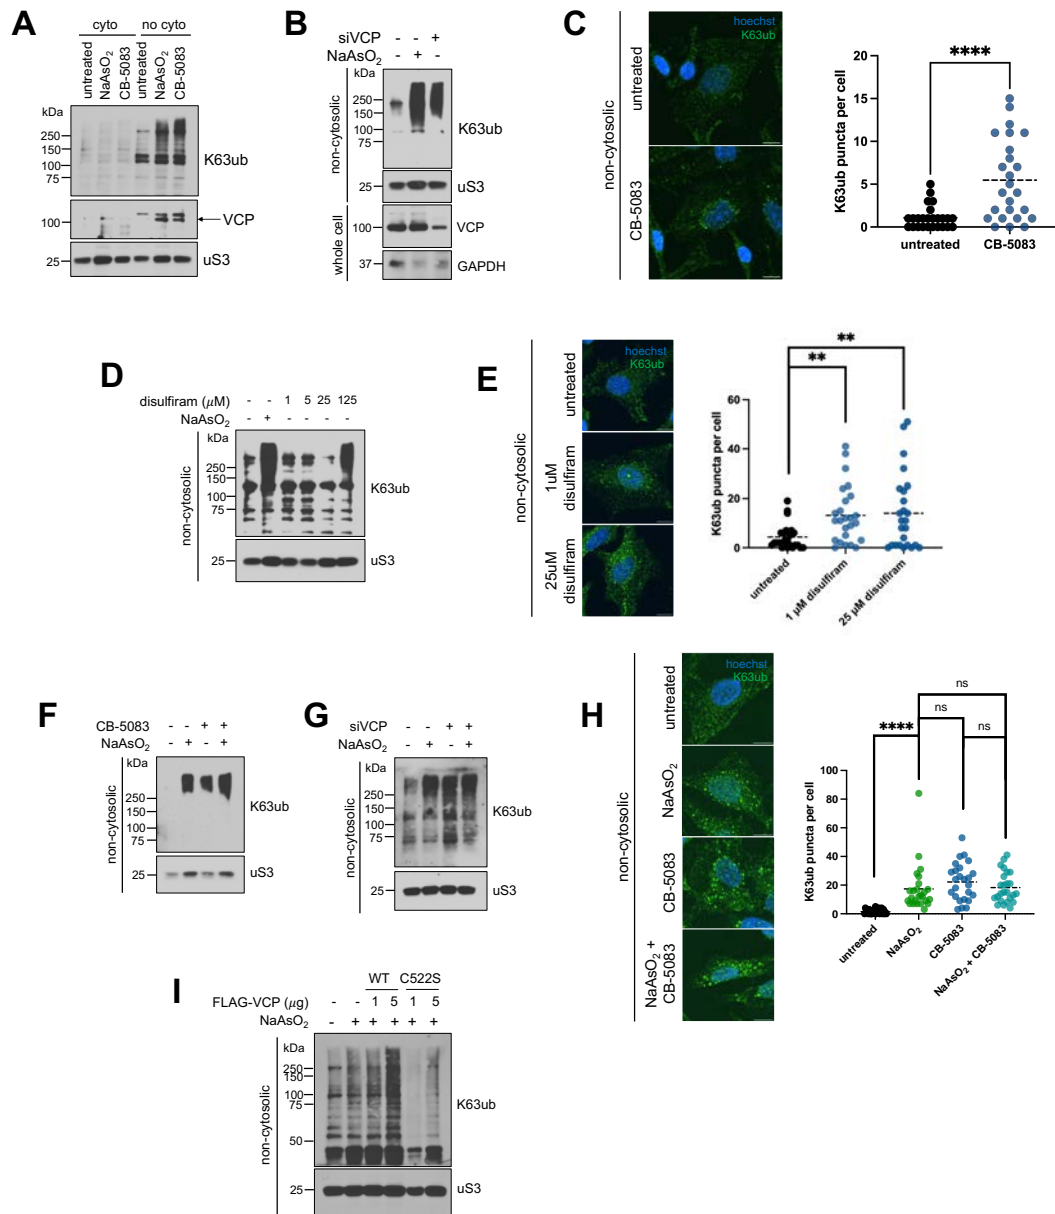 A
cyto no cyto
untreated NaAsO2 CB-5083 untreated NaAsO2 CB-5083
kDa
250
150
100
75
K63ub
100
VCP
25
uS3
B
siVCP - - +
NaAsO2 - + -
kDa
non-cytosolic
250
150
100
75
K63ub
25
uS3
whole cell
100
VCP
37
GAPDH
C
non-cytosolic
untreated
CB-5083
hoechst
K63ub
****
K63ub puncta per cell
20
15
10
5
0
untreated CB-5083
D
disulfiram (μM) - - 1 5 25 125
NaAsO2 - + - - - -
kDa
non-cytosolic
250
150
100
75
K63ub
25
uS3
E
non-cytosolic
untreated
1uM disulfiram
25uM disulfiram
hoechst
K63ub
**
**
K63ub puncta per cell
60
40
20
0
untreated
1 μM disulfiram
25 μM disulfiram
F
CB-5083 - - + +
NaAsO2 - + - +
kDa
non-cytosolic
250
150
100
75
K63ub
25
uS3
G
siVCP - - + +
NaAsO2 - + - +
kDa
non-cytosolic
250
150
100
75
K63ub
25
uS3
H
non-cytosolic
untreated
NaAsO2
CB-5083
NaAsO2 + CB-5083
hoechst
K63ub
ns
ns
ns
****
K63ub puncta per cell
100
80
60
40
20
0
untreated
NaAsO2
CB-5083
NaAsO2 + CB-5083
I
WT C522S
FLAG-VCP (μg) - - 1 5 1 5
NaAsO2 - + + + + +
kDa
non-cytosolic
250
150
100
75
50
K63ub
25
uS3